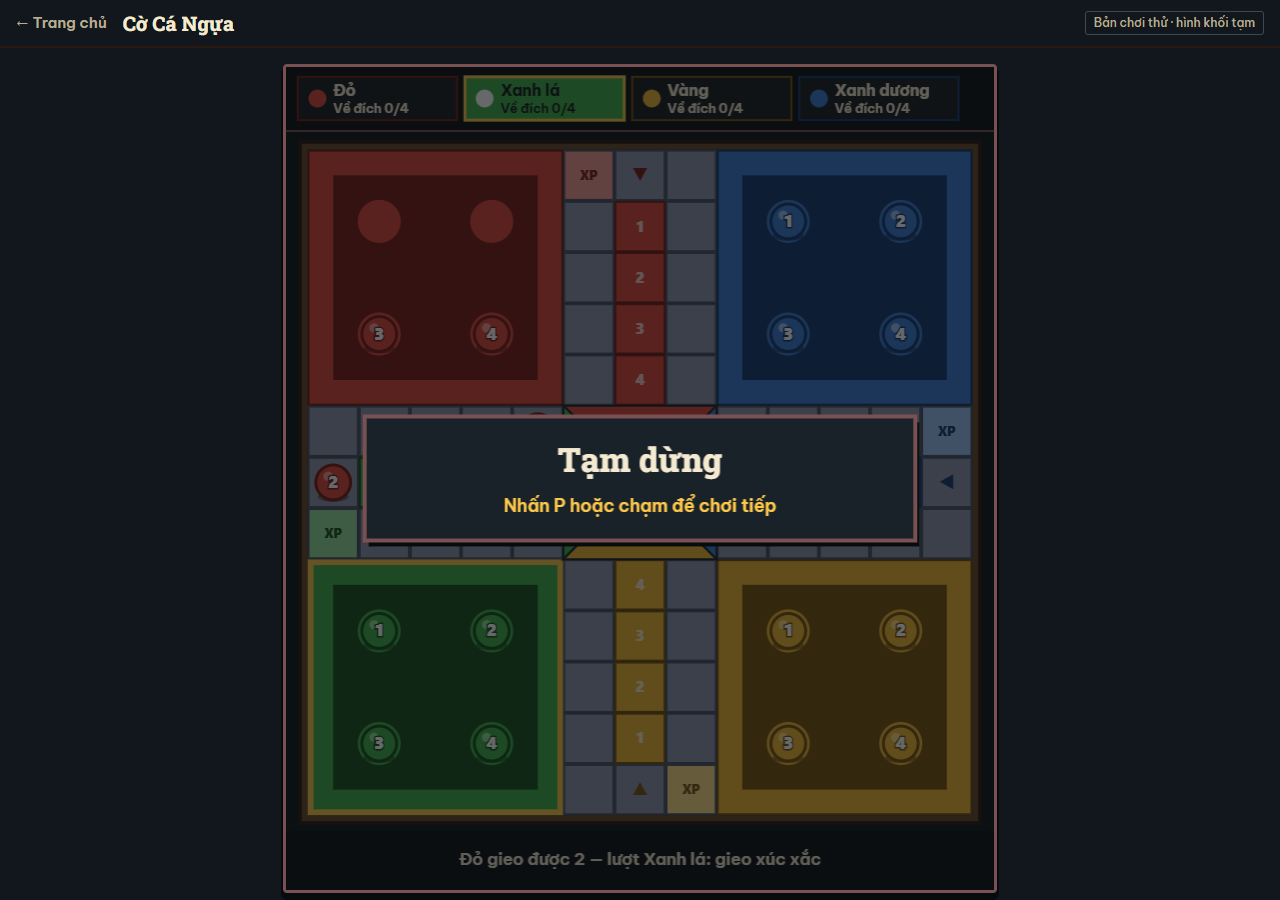 ← Trang chủ
Cờ Cá Ngựa
Bản chơi thử · hình khối tạm
Đỏ
Về đích 0/4
Xanh lá
Về đích 0/4
Vàng
Về đích 0/4
Xanh dương
Về đích 0/4
XP
1
2
3
4
3
4
1
2
3
4
XP
2
XP
Tạm dừng
Nhấn P hoặc chạm để chơi tiếp
1
2
3
4
4
3
2
1
XP
1
2
3
4
Đỏ gieo được 2 — lượt Xanh lá: gieo xúc xắc